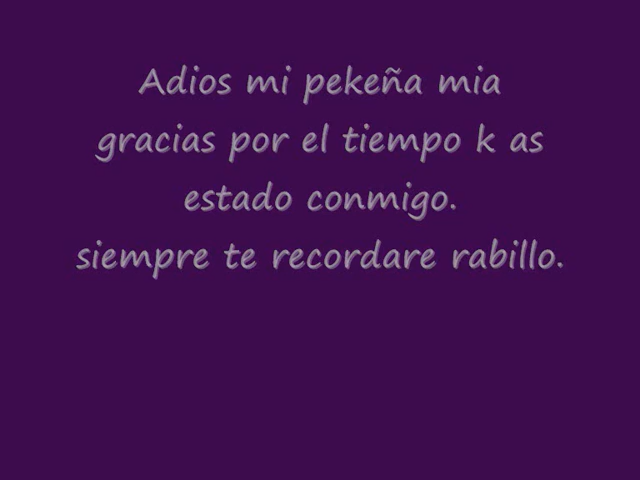 Adios mi pekeña mia
gracias por el tiempo k as
estado conmigo.
siempre te recordare rabillo.